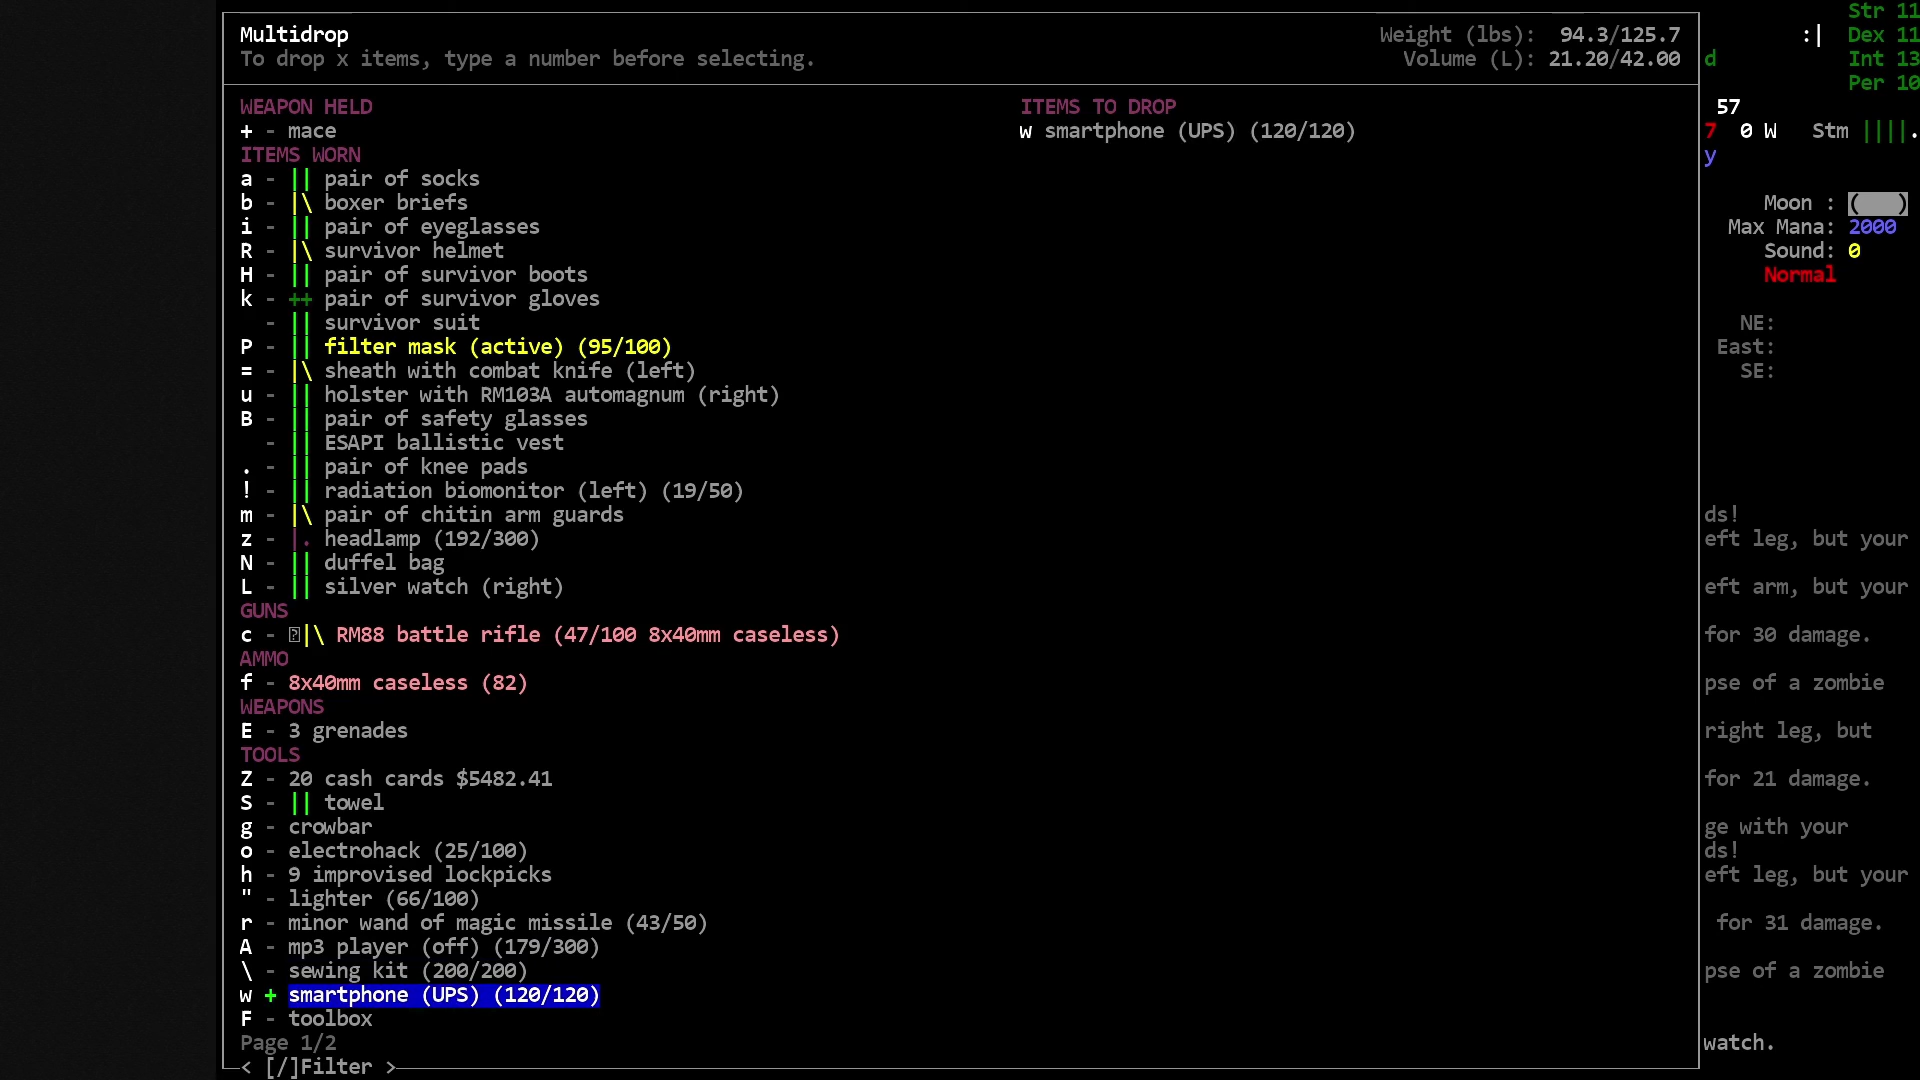 Multidrop
To drop x items, type a number before selecting.
Weight (lbs): 94.3/125.7
Volume (L): 21.20/42.00
WEAPON HELD
+ - mace
ITEMS WORN
a - || pair of socks
b - |\ boxer briefs
i - || pair of eyeglasses
R - |\ survivor helmet
H - || pair of survivor boots
k - ++ pair of survivor gloves
- || survivor suit
P - || filter mask (active) (95/100)
= - |\ sheath with combat knife (left)
u - || holster with RM103A automagnum (right)
B - || pair of safety glasses
- || ESAPI ballistic vest
. - || pair of knee pads
! - || radiation biomonitor (left) (19/50)
m - |\ pair of chitin arm guards
z - |. headlamp (192/300)
N - || duffel bag
L - || silver watch (right)
GUNS
c - |\ RM88 battle rifle (47/100 8x40mm caseless)
AMMO
f - 8x40mm caseless (82)
WEAPONS
E - 3 grenades
TOOLS
Z - 20 cash cards $5482.41
S - || towel
g - crowbar
o - electrohack (25/100)
h - 9 improvised lockpicks
" - lighter (66/100)
r - minor wand of magic missile (43/50)
A - mp3 player (off) (179/300)
\ - sewing kit (200/200)
w + smartphone (UPS) (120/120)
F - toolbox
Page 1/2
< [/]Filter >
ITEMS TO DROP
w smartphone (UPS) (120/120)
Str 11
:| Dex 11
d Int 13
Per 10
57
7 0 W Stm ||||.
y
Moon : ( )
Max Mana: 2000
Sound: 0
Normal
NE:
East:
SE:
ds!
eft leg, but your
eft arm, but your
for 30 damage.
pse of a zombie
right leg, but
for 21 damage.
ge with your
ds!
eft leg, but your
for 31 damage.
pse of a zombie
watch.